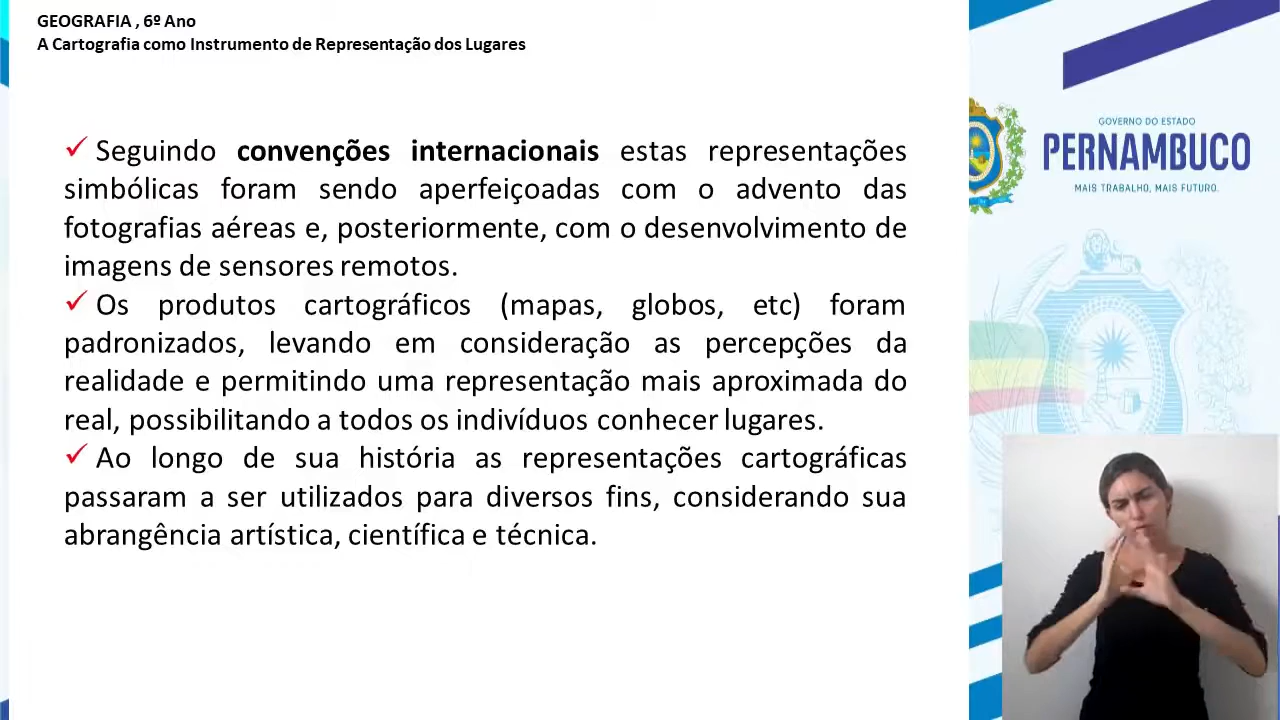 GEOGRAFIA , 6º Ano
A Cartografia como Instrumento de Representação dos Lugares
✓ Seguindo convenções internacionais estas representações
simbólicas foram sendo aperfeiçoadas com o advento das
fotografias aéreas e, posteriormente, com o desenvolvimento de
imagens de sensores remotos.
✓ Os produtos cartográficos (mapas, globos, etc) foram
padronizados, levando em consideração as percepções da
realidade e permitindo uma representação mais aproximada do
real, possibilitando a todos os indivíduos conhecer lugares.
✓ Ao longo de sua história as representações cartográficas
passaram a ser utilizados para diversos fins, considerando sua
abrangência artística, científica e técnica.
GOVERNO DO ESTADO
PERNAMBUCO
MAIS TRABALHO, MAIS FUTURO.